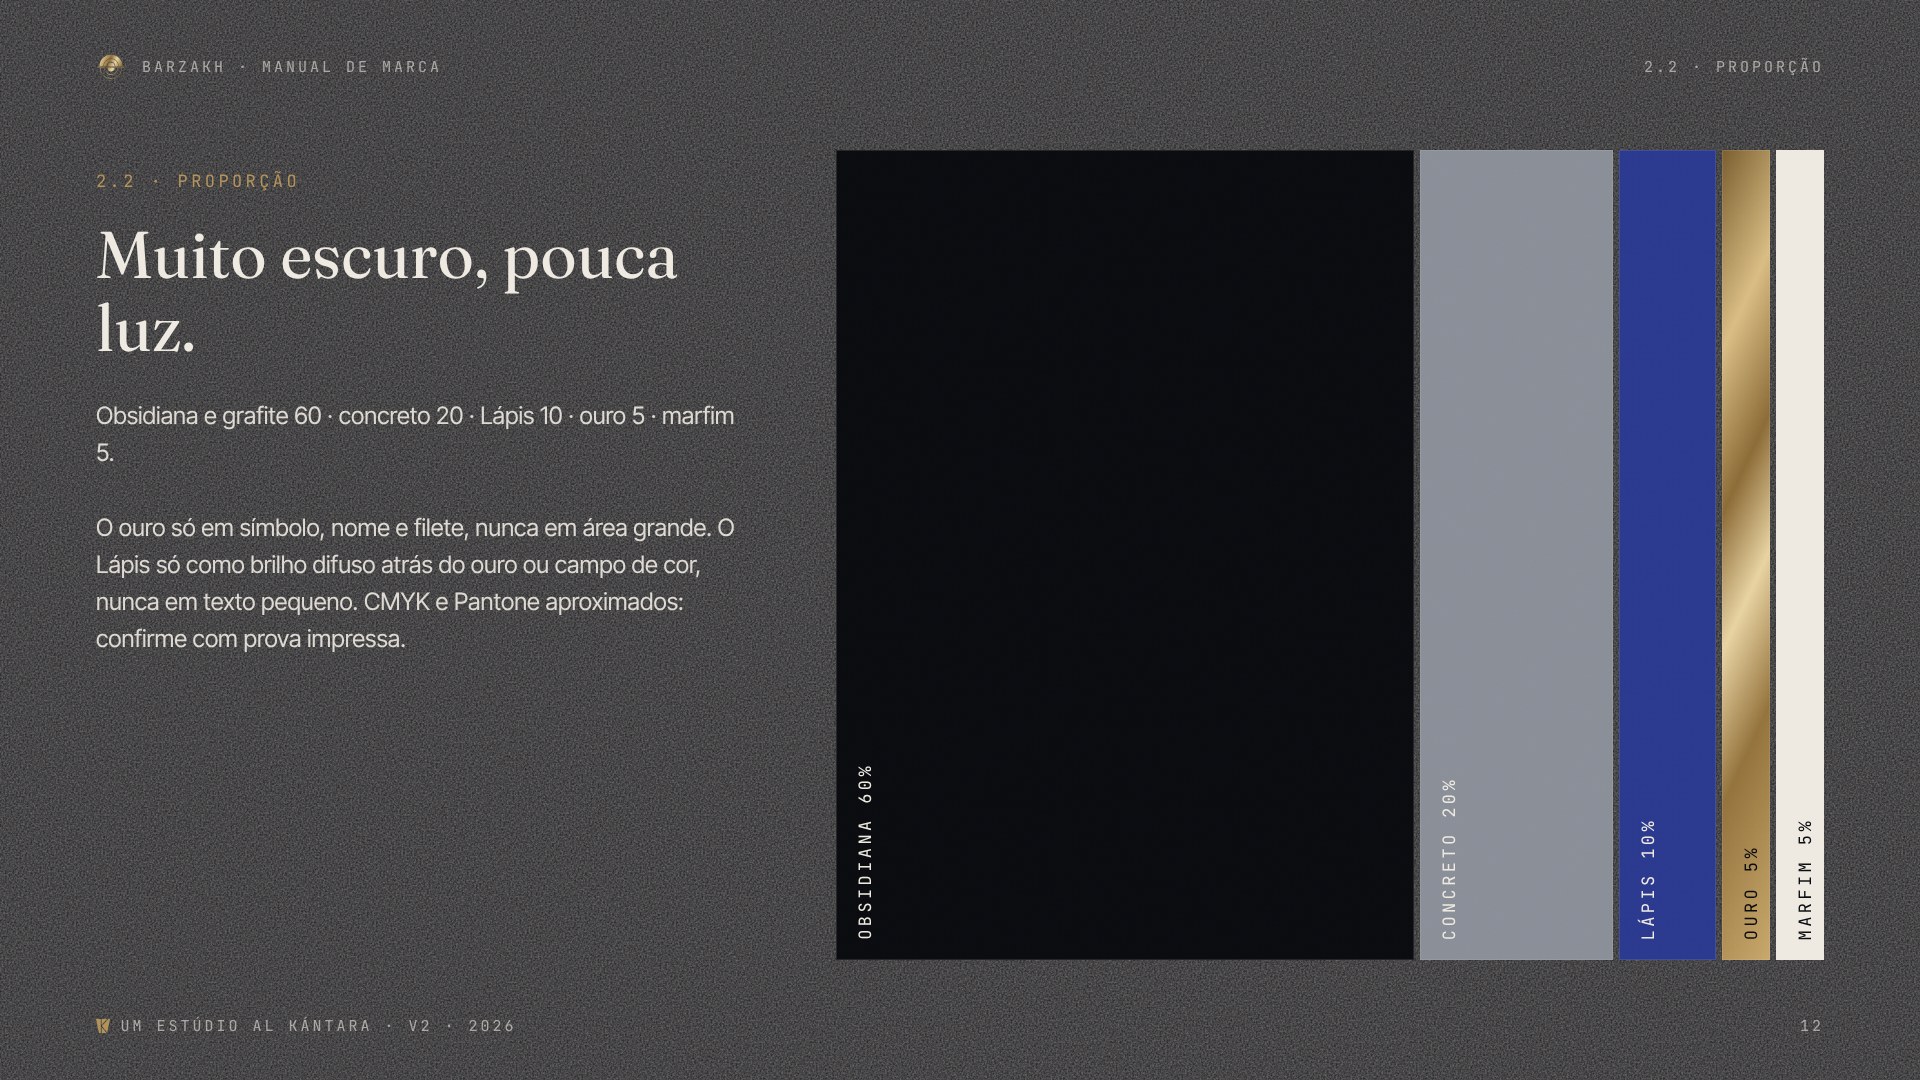 BARZAKH · MANUAL DE MARCA
2.2 · PROPORÇÃO
2.2 · PROPORÇÃO
Muito escuro, pouca
luz.
Obsidiana e grafite 60 · concreto 20 · Lápis 10 · ouro 5 · marfim
5.
O ouro só em símbolo, nome e filete, nunca em área grande. O
Lápis só como brilho difuso atrás do ouro ou campo de cor,
nunca em texto pequeno. CMYK e Pantone aproximados:
confirme com prova impressa.
OBSIDIANA 60%
CONCRETO 20%
LÁPIS 10%
OURO 5%
MARFIM 5%
UM ESTÚDIO AL KÁNTARA · V2 · 2026
12